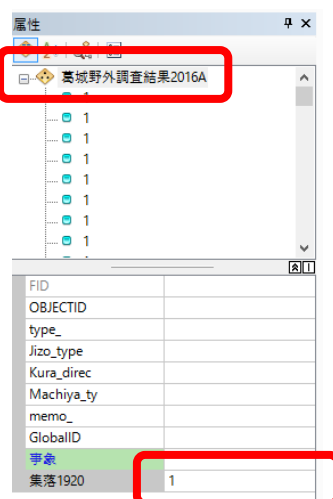 属性
葛城野外調査結果2016A
1
1
1
1
1
1
1
1
FID
OBJECTID
type_
Jizo_type
Kura_direc
Machiya_ty
memo_
GlobalID
事象
集落1920 1